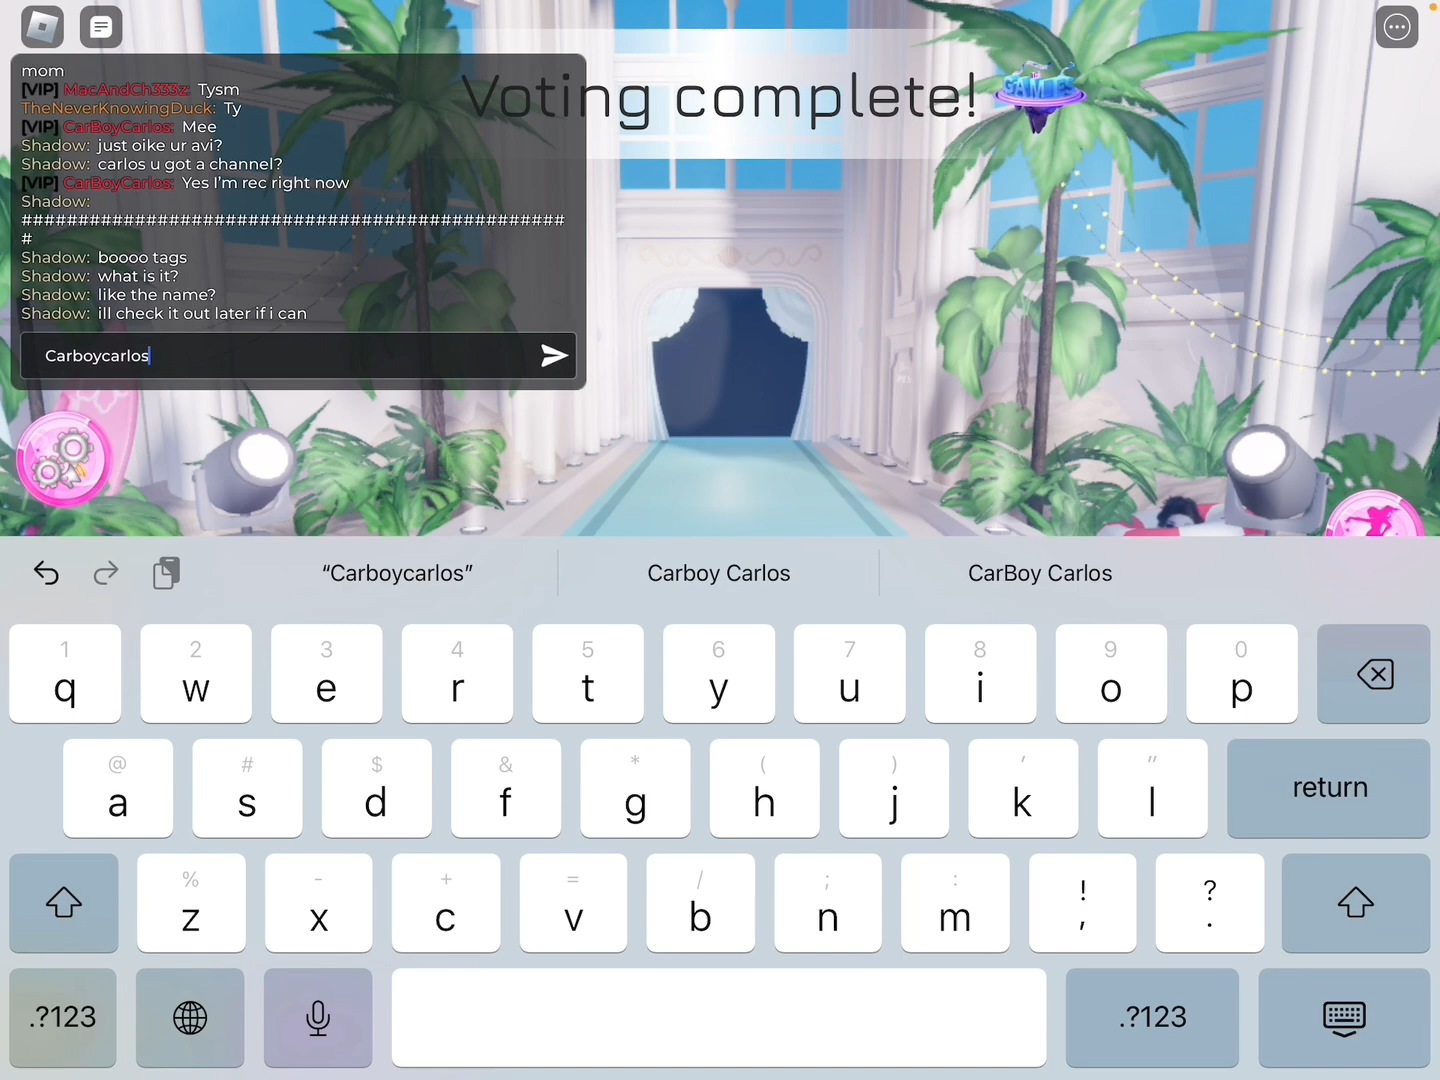 mom
[VIP] MacAndCh333z: Tysm
TheNeverKnowingDuck: Ty
[VIP] CarBoyCarlos: Mee
Shadow: just oike ur avi?
Shadow: carlos u got a channel?
[VIP] CarBoyCarlos: Yes I'm rec right now
Shadow:
################################################
#
Shadow: boooo tags
Shadow: what is it?
Shadow: like the name?
Shadow: ill check it out later if i can
Carboycarlos
Voting complete!
GAMES
“Carboycarlos” Carboy Carlos CarBoy Carlos
1 2 3 4 5 6 7 8 9 0
q w e r t y u i o p
@ # $ & * ( ) ' "
a s d f g h j k l return
% - + = / ; : ! ?
z x c v b n m , .
.?123 .?123